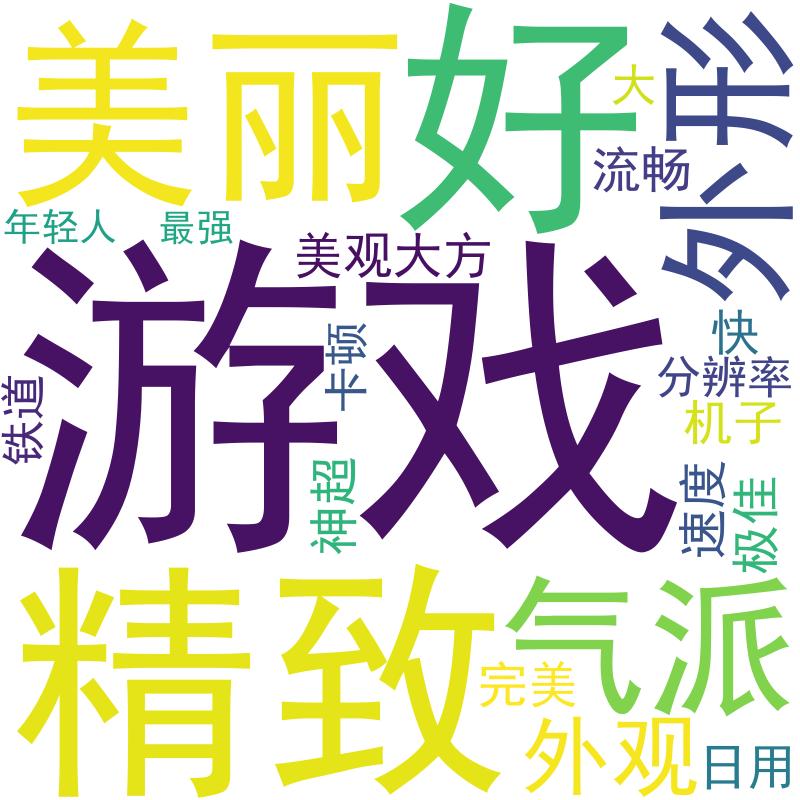 美丽
好
大
外形
流畅
年轻人
最强
美观大方
游戏
快
卡顿
分辨率
铁道
机子
神超
速度
极佳
精致
气派
完美
外观
日用